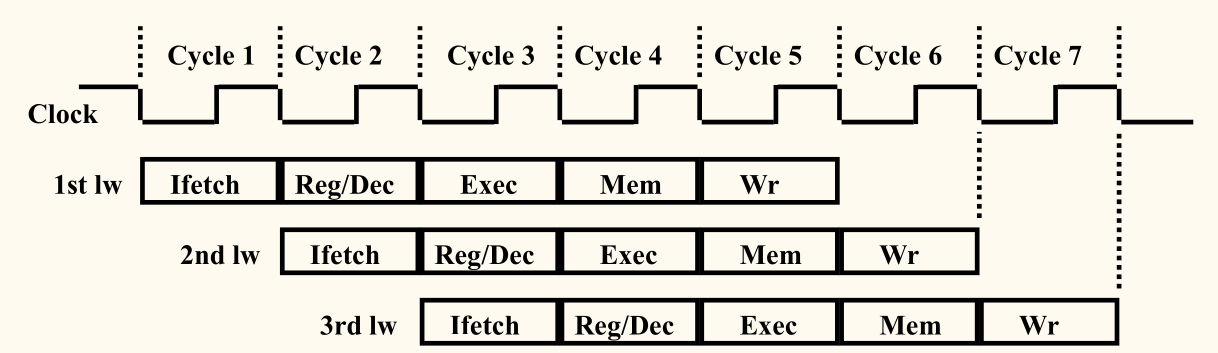 Cycle 1 Cycle 2 Cycle 3 Cycle 4 Cycle 5 Cycle 6 Cycle 7
Clock
1st lw Ifetch Reg/Dec Exec Mem Wr
2nd lw Ifetch Reg/Dec Exec Mem Wr
3rd lw Ifetch Reg/Dec Exec Mem Wr